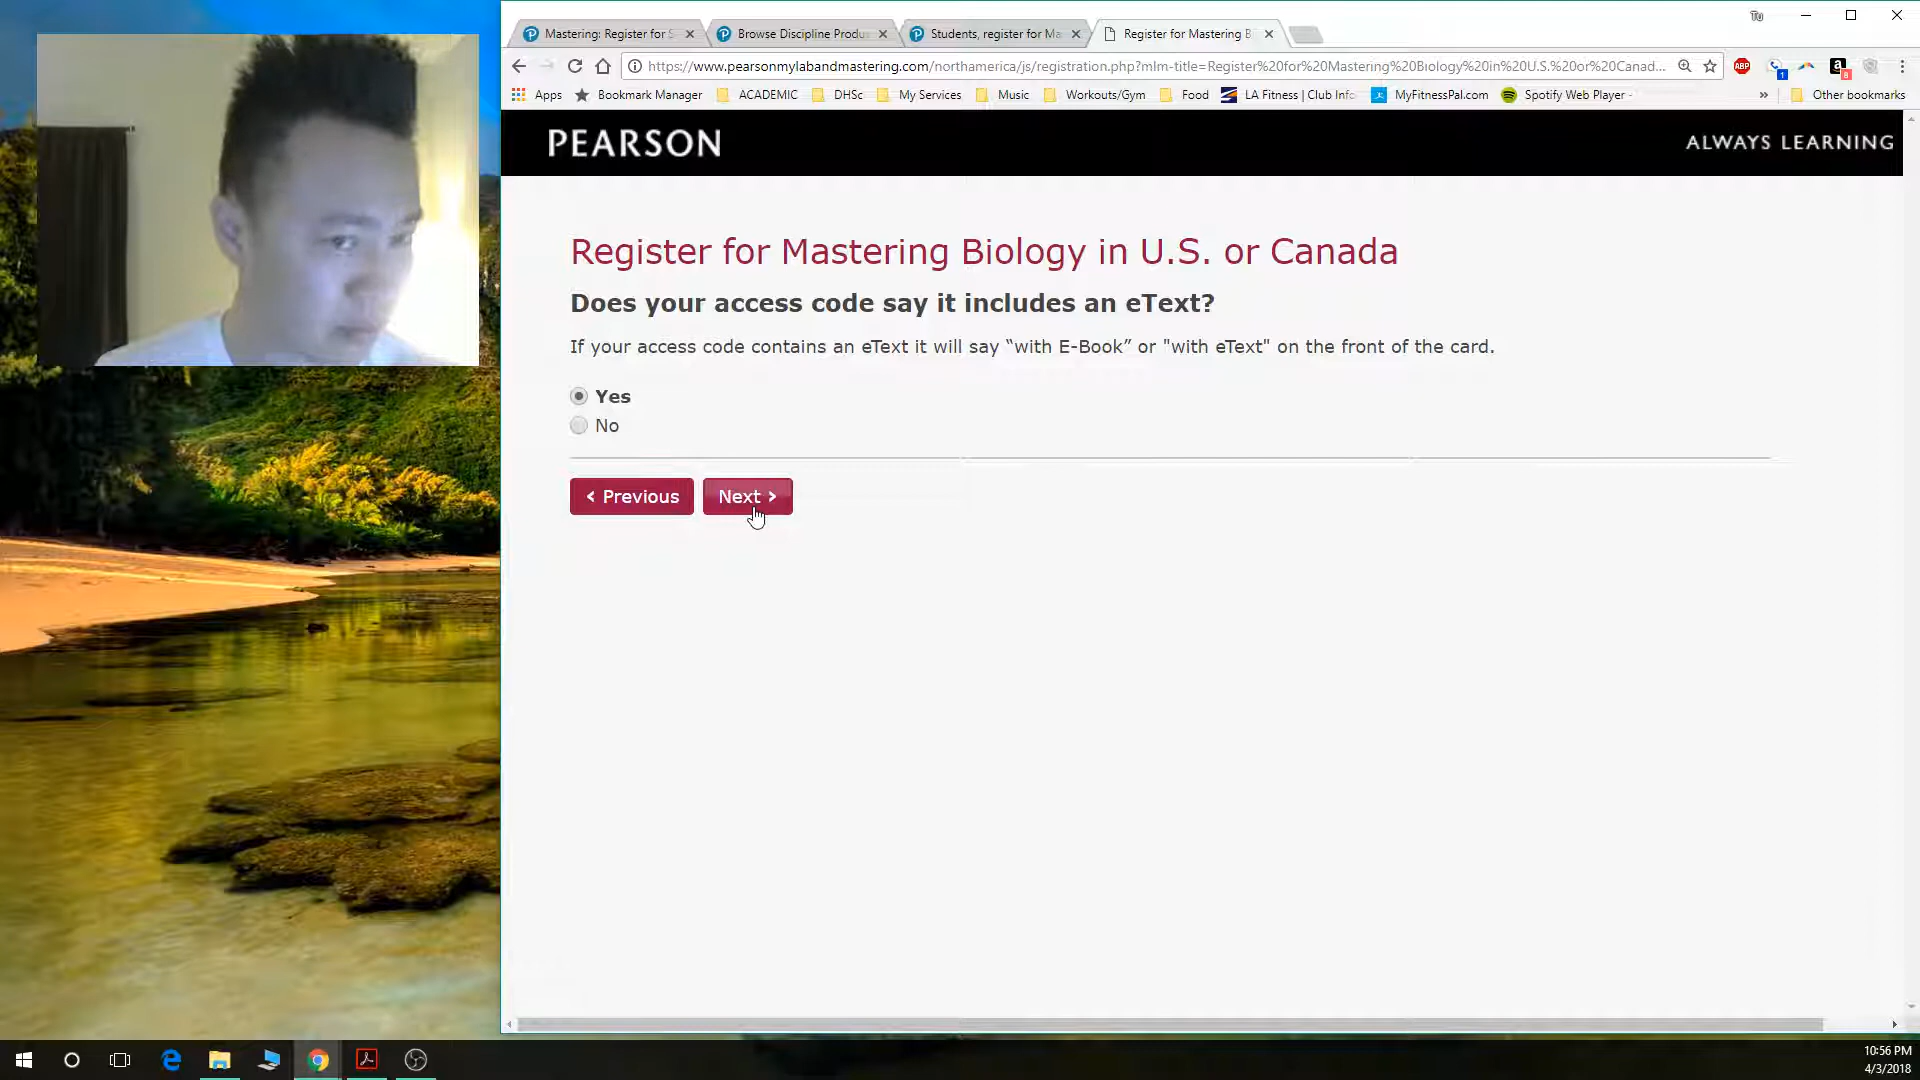 Mastering: Register for S
Browse Discipline Produ
Students, register for Ma
Register for Mastering B
https://www.pearsonmylabandmastering.com/northamerica/js/registration.php?mlm-title=Register%20for%20Mastering%20Biology%20in%20U.S.%20or%20Canad...
Apps
Bookmark Manager
ACADEMIC
DHSc
My Services
Music
Workouts/Gym
Food
LA Fitness | Club Info
MyFitnessPal.com
Spotify Web Player -
»
Other bookmarks
PEARSON
ALWAYS LEARNING
Register for Mastering Biology in U.S. or Canada
Does your access code say it includes an eText?
If your access code contains an eText it will say “with E-Book” or "with eText" on the front of the card.
Yes
No
‹ Previous
Next ›
10:56 PM
4/3/2018